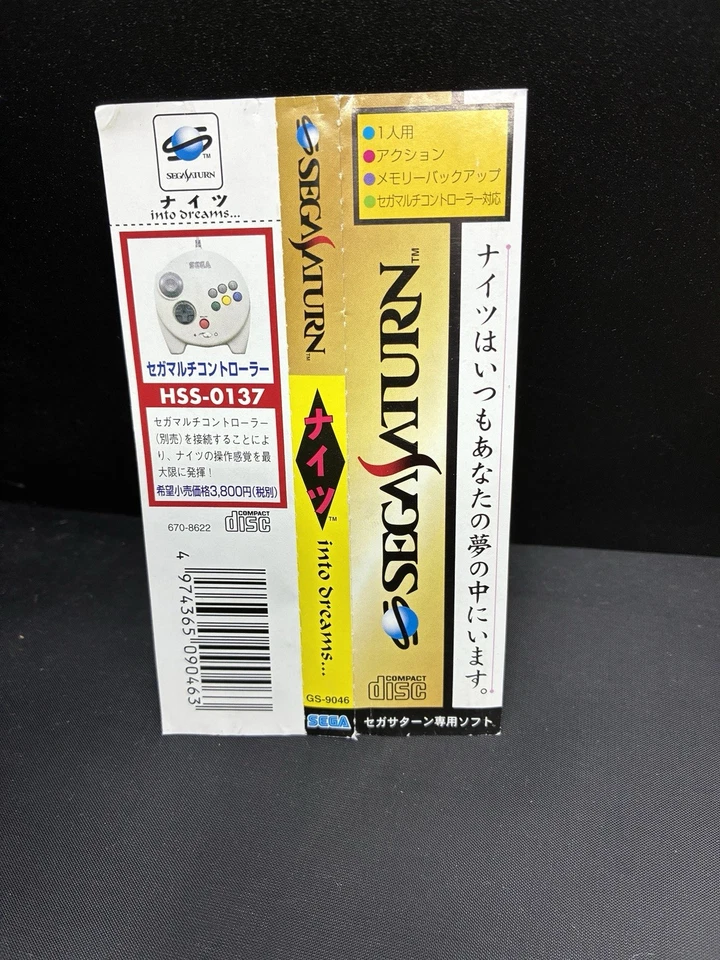 SEGA SATURN
TM
ナイツ
into dreams...
SEGA
セガマルチコントローラー
HSS-0137
セガマルチコントローラー
(別売)を接続することによ
り、ナイツの操作感覚を最
大限に発揮!
希望小売価格3,800円(税別)
670-8622
COMPACT
disc
4 974365 090463
SEGA SATURN
TM
ナイツ
TM
into dreams...
GS-9046
SEGA
●1人用
●アクション
●メモリーバックアップ
●セガマルチコントローラー対応
SEGA SATURN
TM
COMPACT
disc
ナイツはいつもあなたの夢の中にいます。
セガサターン専用ソフト